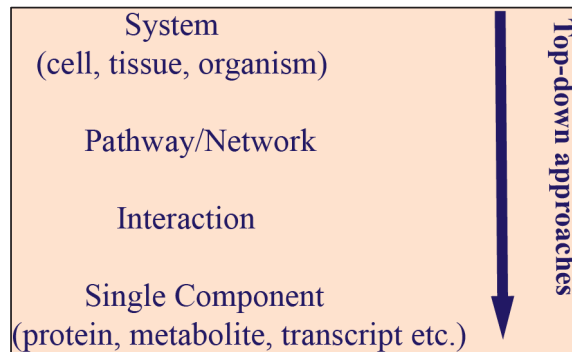 System
(cell, tissue, organism)
Pathway/Network
Interaction
Single Component
(protein, metabolite, transcript etc.)
Top-down approaches